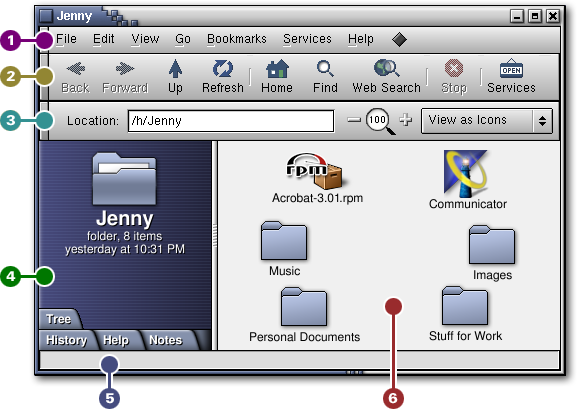 Jenny
1 File Edit View Go Bookmarks Services Help
2 Back Forward Up Refresh Home Find Web Search Stop OPEN Services
3 Location: /h/Jenny 100 View as Icons
rpm
Acrobat-3.01.rpm
Communicator
Jenny
folder, 8 items
yesterday at 10:31 PM
Music
Images
4
Tree
History Help Notes
Personal Documents
Stuff for Work
5
6